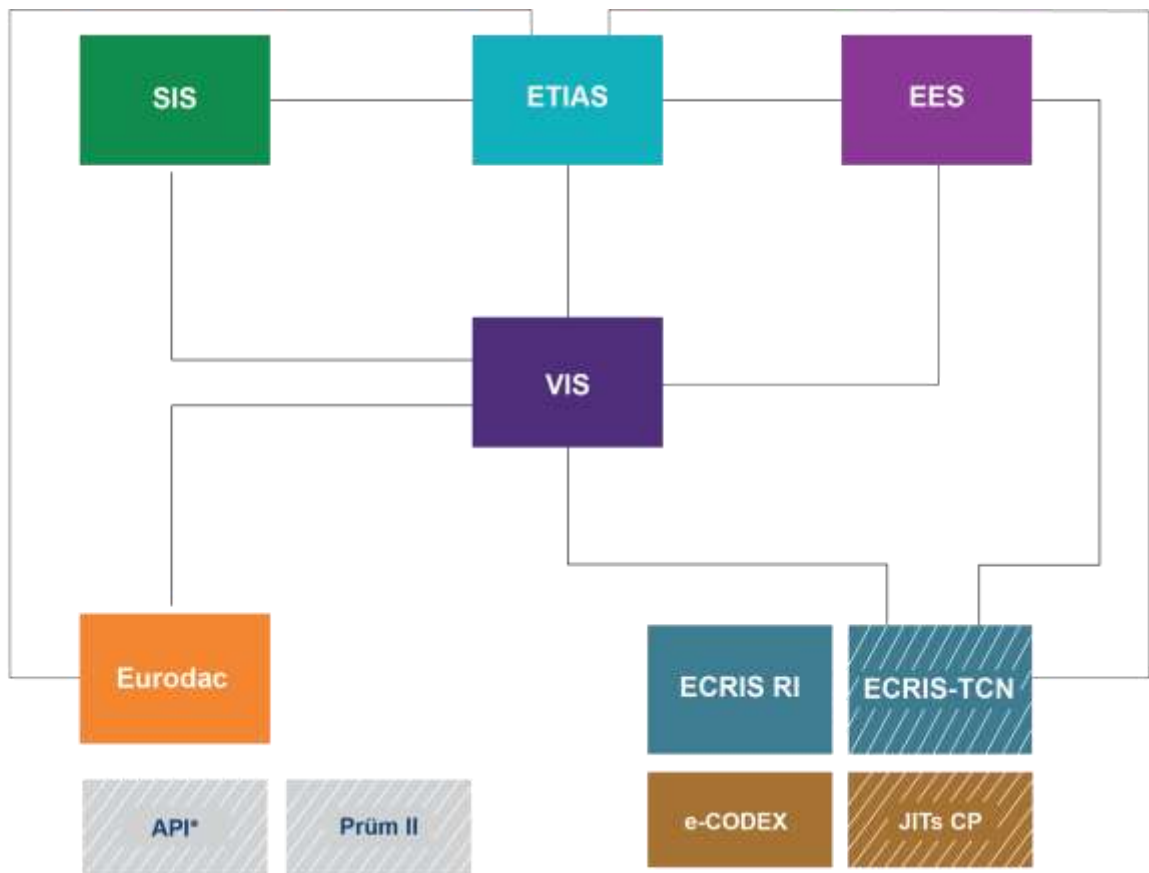 SIS
ETIAS
EES
VIS
Eurodac
ECRIS RI
ECRIS-TCN
API*
Prüm II
e-CODEX
JITs CP